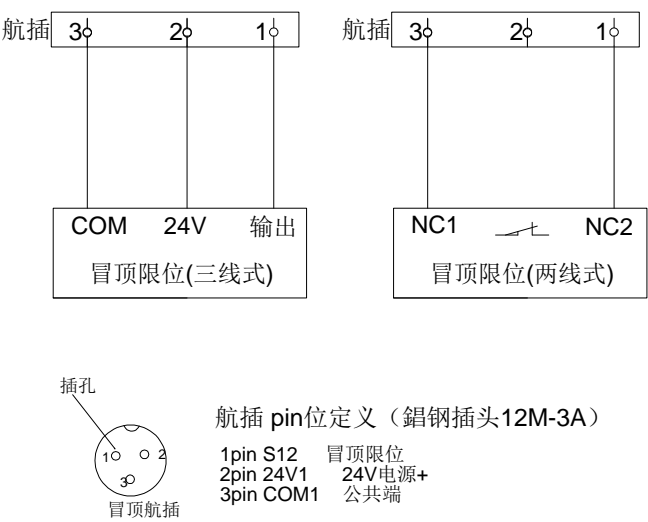 航插 3 2 1
COM 24V 输出
冒顶限位(三线式)
航插 3 2 1
NC1 NC2
冒顶限位(两线式)
插孔
1 2
3
冒顶航插
航插 pin位定义（錩钢插头12M-3A）
1pin S12 冒顶限位
2pin 24V1 24V电源+
3pin COM1 公共端